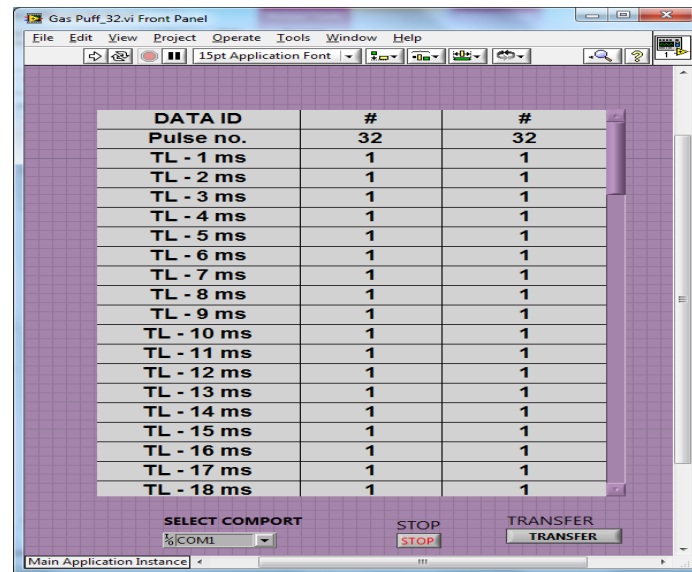 Gas Puff_32.vi Front Panel
File Edit View Project Operate Tools Window Help
15pt Application Font
1
DATA ID # #
Pulse no. 32 32
TL - 1 ms 1 1
TL - 2 ms 1 1
TL - 3 ms 1 1
TL - 4 ms 1 1
TL - 5 ms 1 1
TL - 6 ms 1 1
TL - 7 ms 1 1
TL - 8 ms 1 1
TL - 9 ms 1 1
TL - 10 ms 1 1
TL - 11 ms 1 1
TL - 12 ms 1 1
TL - 13 ms 1 1
TL - 14 ms 1 1
TL - 15 ms 1 1
TL - 16 ms 1 1
TL - 17 ms 1 1
TL - 18 ms 1 1
SELECT COMPORT STOP TRANSFER
COM1 STOP TRANSFER
Main Application Instance